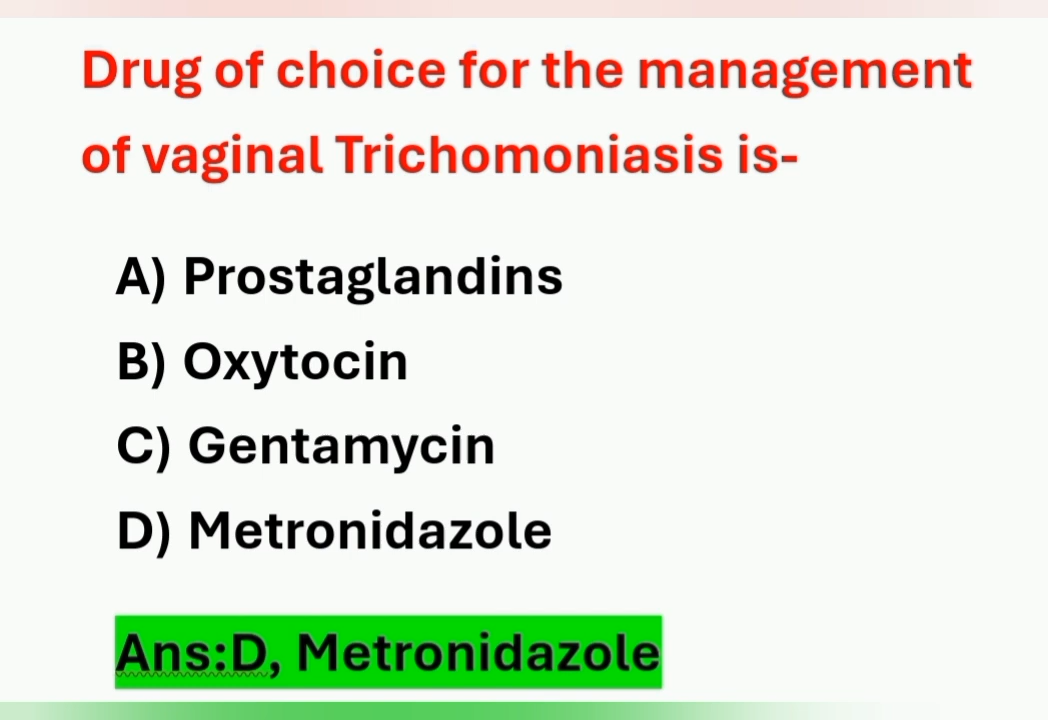 Drug of choice for the management
of vaginal Trichomoniasis is-
A) Prostaglandins
B) Oxytocin
C) Gentamycin
D) Metronidazole
Ans:D, Metronidazole